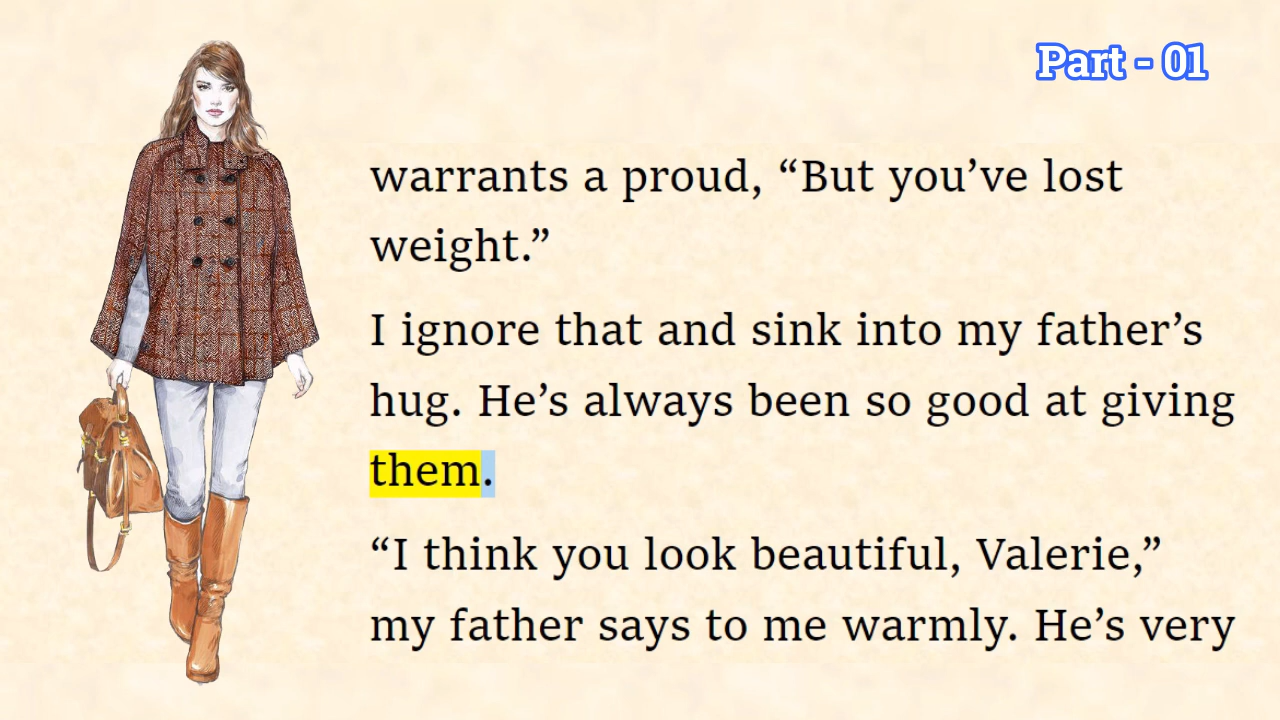 Part - 01
warrants a proud, “But you’ve lost
weight.”
I ignore that and sink into my father’s
hug. He’s always been so good at giving
them.
“I think you look beautiful, Valerie,”
my father says to me warmly. He’s very